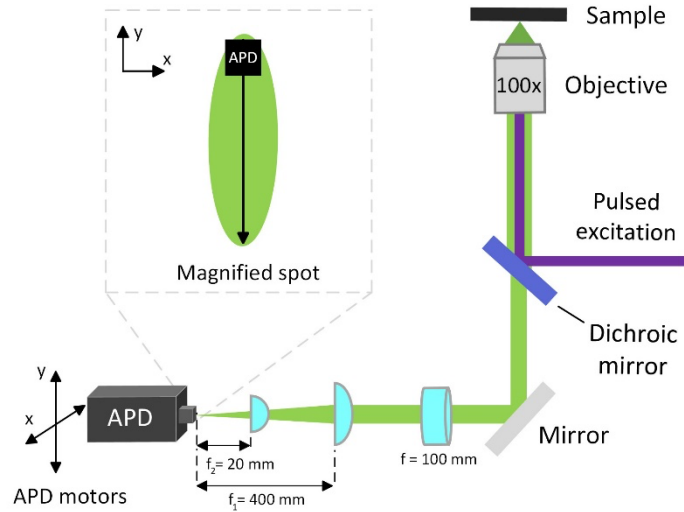 Sample
y
x
APD
100x
Objective
Pulsed
excitation
Magnified spot
Dichroic
mirror
y
x
APD
Mirror
f = 100 mm
f₂= 20 mm
f₁= 400 mm
APD motors